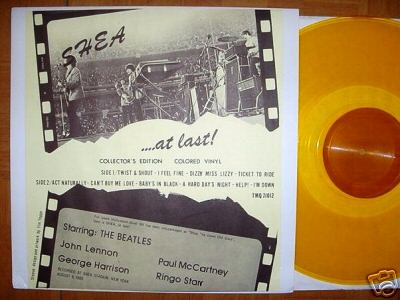 SHEA
....at last!
COLLECTOR'S EDITION COLORED VINYL
SIDE 1/TWIST & SHOUT - I FEEL FINE - DIZZY MISS LIZZY - TICKET TO RIDE
SIDE 2/ACT NATURALLY - CAN'T BUY ME LOVE - BABY'S IN BLACK - A HARD DAY'S NIGHT - HELP! - I'M DOWN
TMQ 71012
Starring: THE BEATLES
John Lennon
Paul McCartney
George Harrison
Ringo Starr
RECORDED AT SHEA STADIUM, NEW YORK